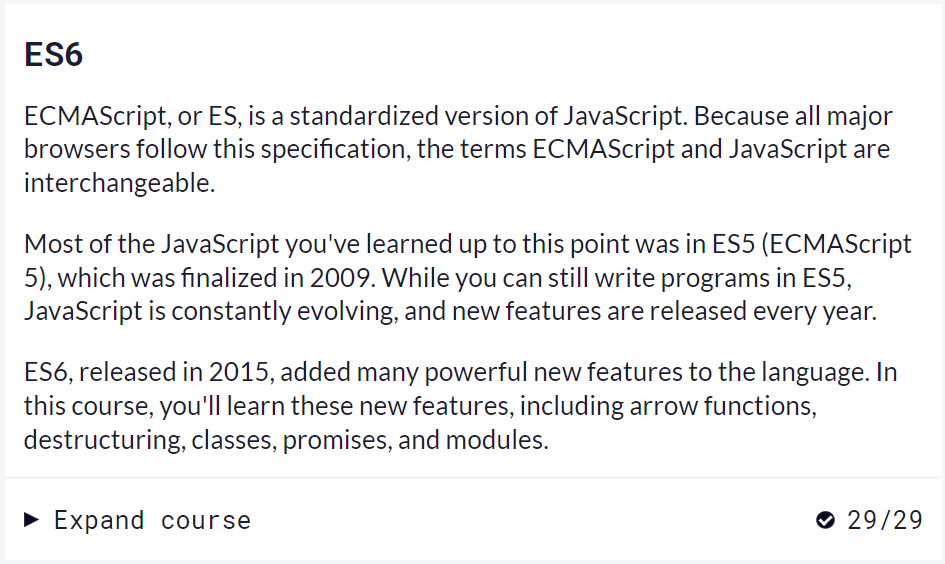 ES6
ECMAScript, or ES, is a standardized version of JavaScript. Because all major
browsers follow this specification, the terms ECMAScript and JavaScript are
interchangeable.
Most of the JavaScript you've learned up to this point was in ES5 (ECMAScript
5), which was finalized in 2009. While you can still write programs in ES5,
JavaScript is constantly evolving, and new features are released every year.
ES6, released in 2015, added many powerful new features to the language. In
this course, you'll learn these new features, including arrow functions,
destructuring, classes, promises, and modules.
Expand course 29/29